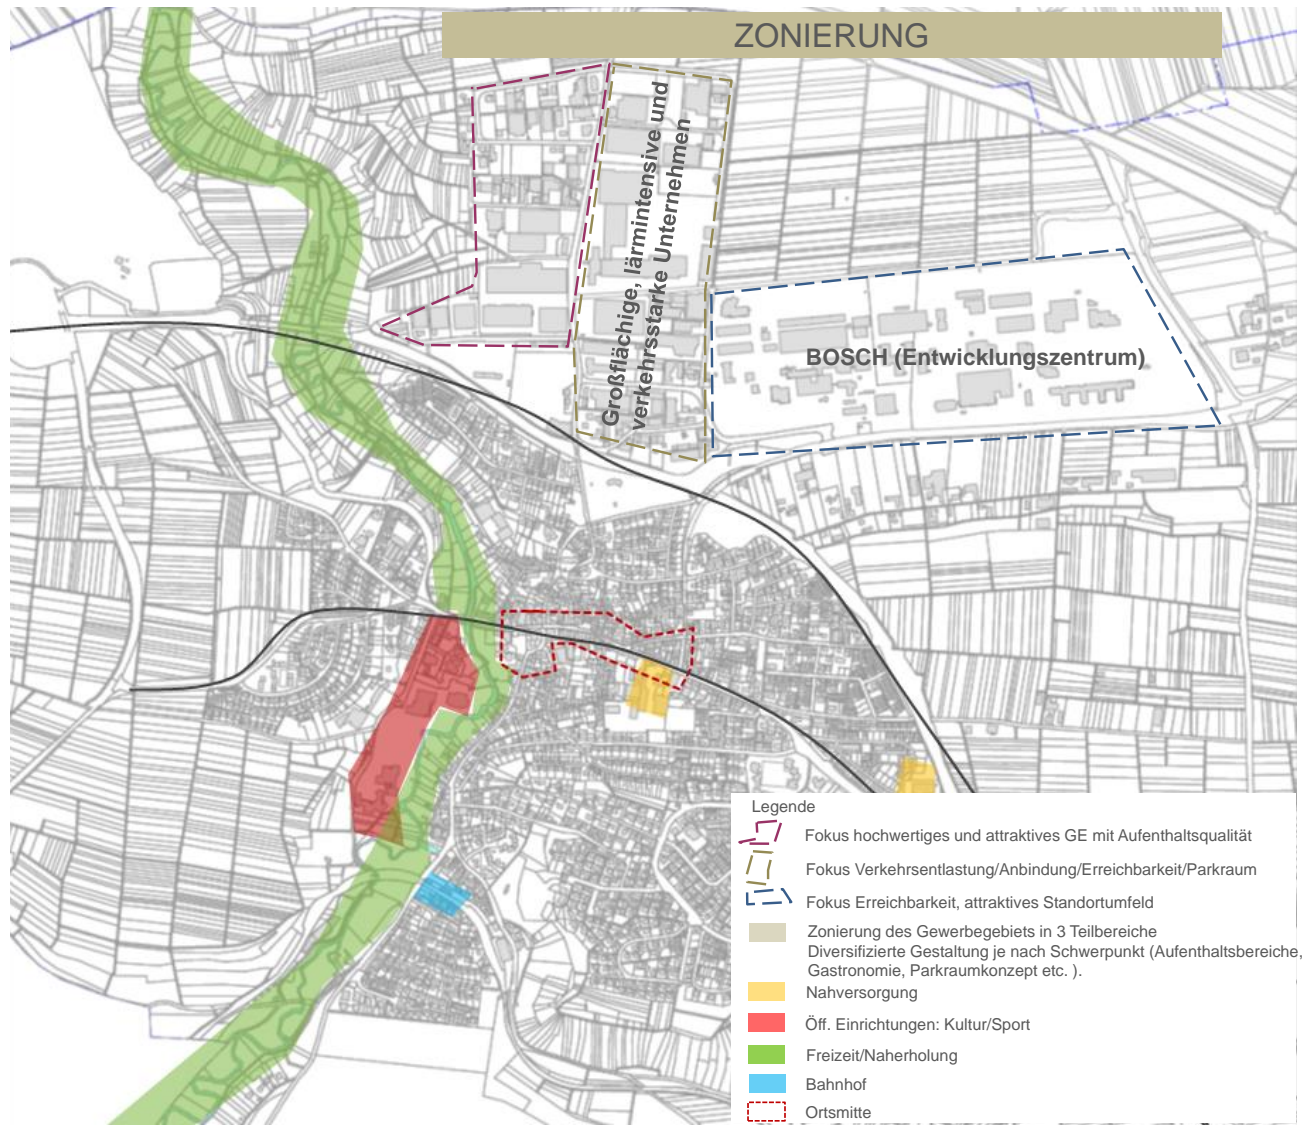 ZONIERUNG
Großflächige, lärmintensive und
verkehrsstarke Unternehmen
BOSCH (Entwicklungszentrum)
Legende
Fokus hochwertiges und attraktives GE mit Aufenthaltsqualität
Fokus Verkehrsentlastung/Anbindung/Erreichbarkeit/Parkraum
Fokus Erreichbarkeit, attraktives Standortumfeld
Zonierung des Gewerbegebiets in 3 Teilbereiche
Diversifizierte Gestaltung je nach Schwerpunkt (Aufenthaltsbereiche,
Gastronomie, Parkraumkonzept etc. ).
Nahversorgung
Öff. Einrichtungen: Kultur/Sport
Freizeit/Naherholung
Bahnhof
Ortsmitte